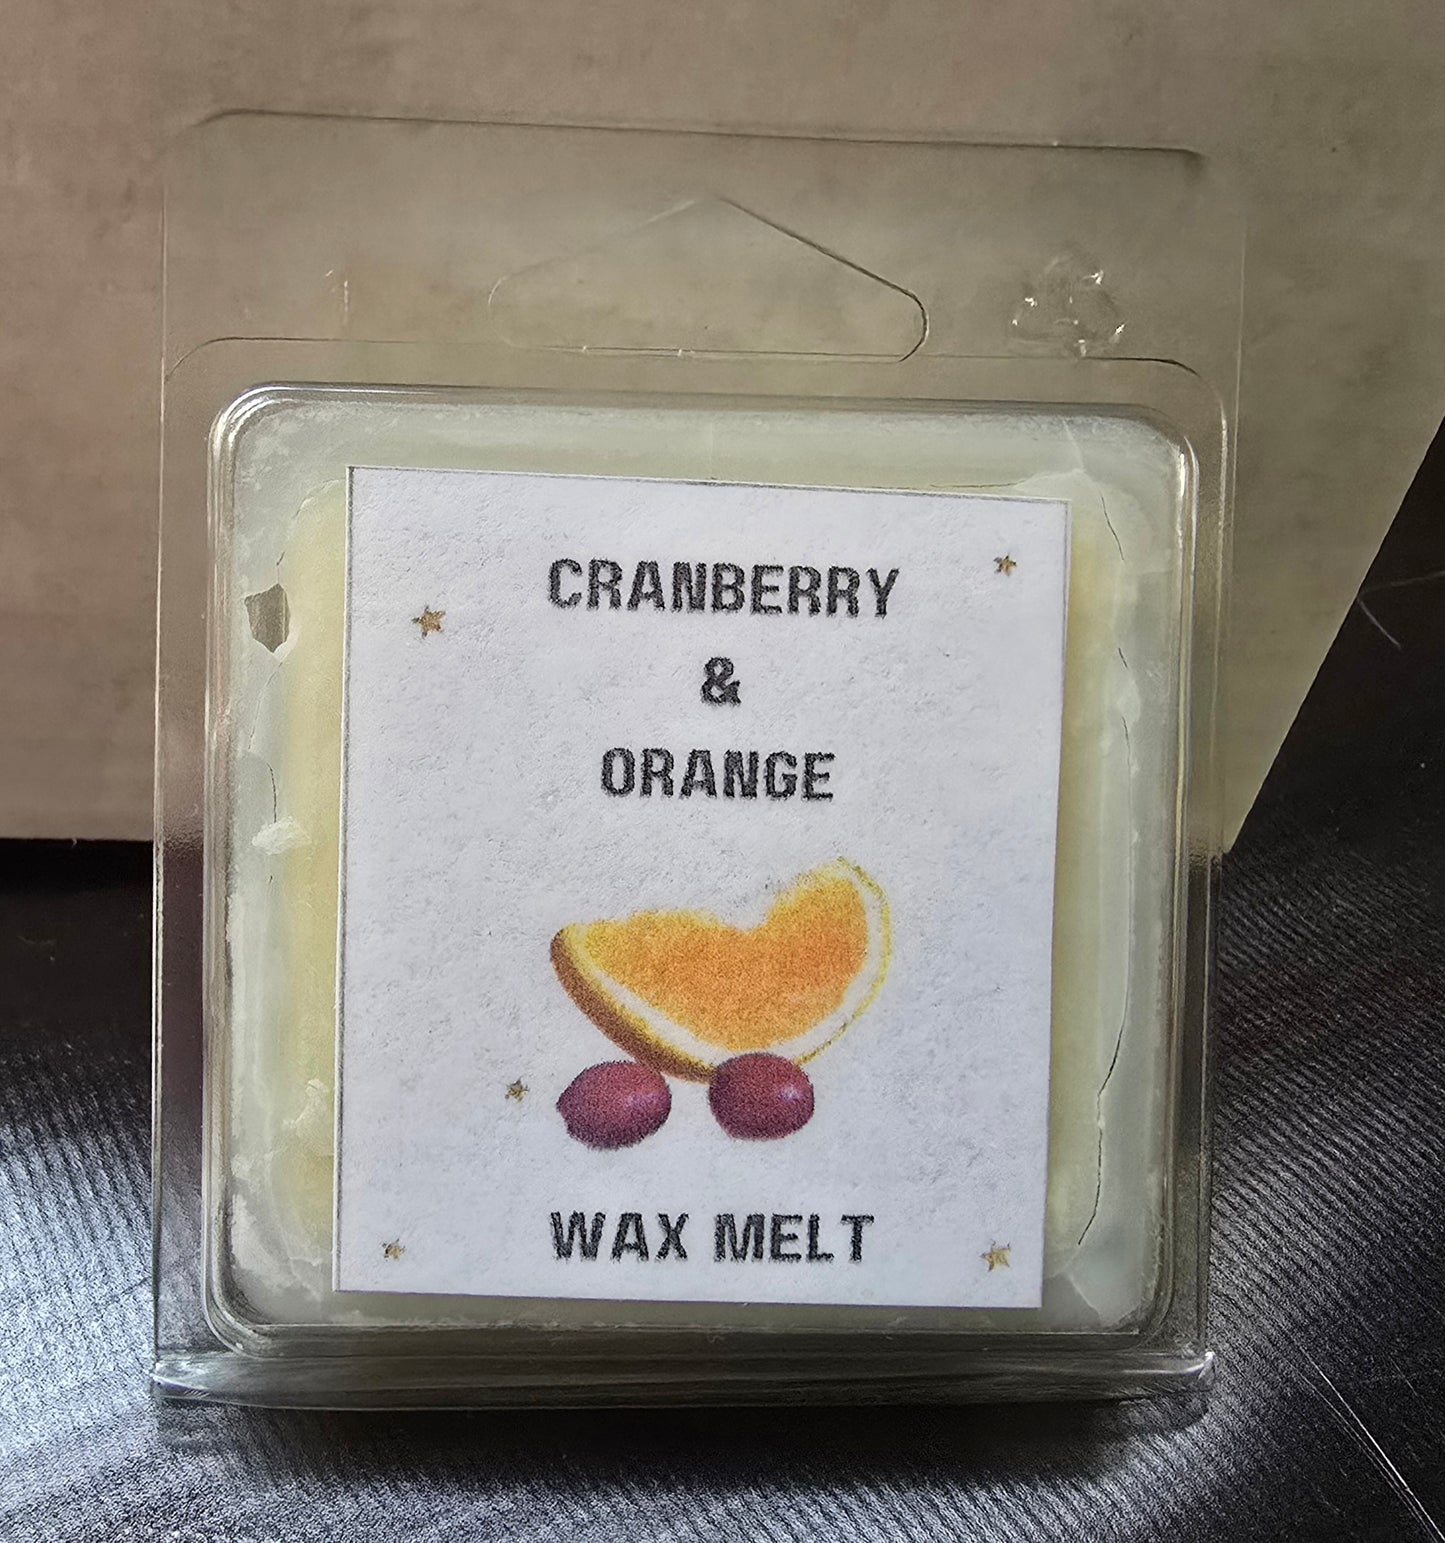 CRANBERRY
&
ORANGE
WAX MELT